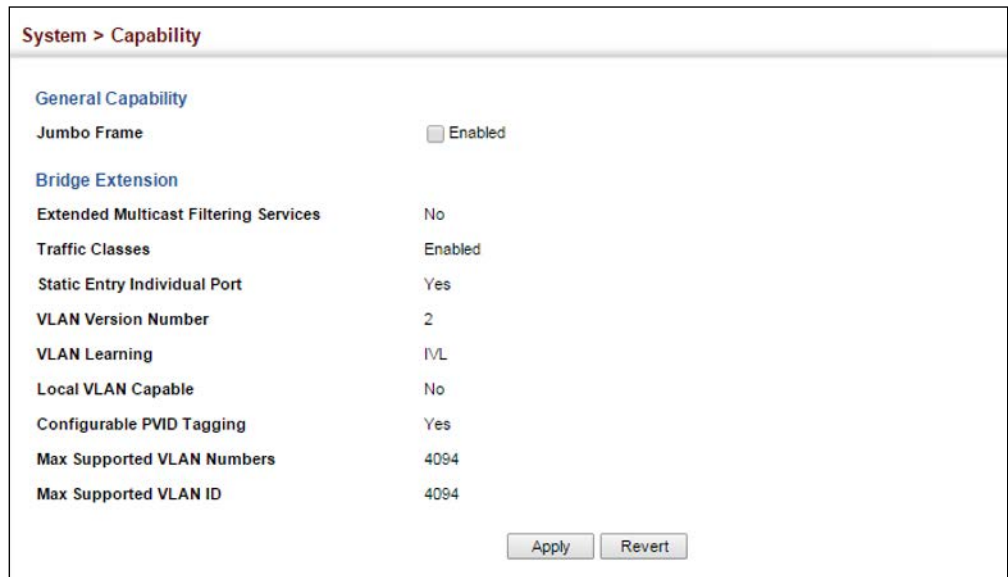 System > Capability
General Capability
Jumbo Frame Enabled
Bridge Extension
Extended Multicast Filtering Services No
Traffic Classes Enabled
Static Entry Individual Port Yes
VLAN Version Number 2
VLAN Learning IVL
Local VLAN Capable No
Configurable PVID Tagging Yes
Max Supported VLAN Numbers 4094
Max Supported VLAN ID 4094
Apply Revert